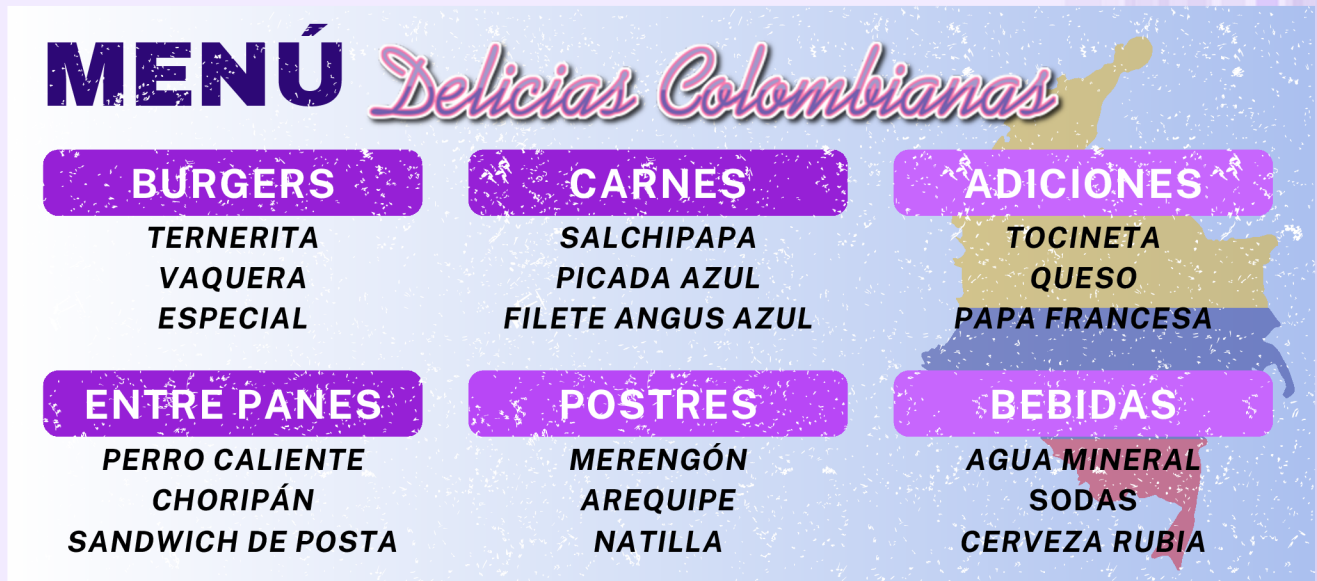 MENÚ Delicias Colombianas
BURGERS
TERNERITA
VAQUERA
ESPECIAL
CARNES
SALCHIPAPA
PICADA AZUL
FILETE ANGUS AZUL
ADICIONES
TOCINETA
QUESO
PAPA FRANCESA
ENTRE PANES
PERRO CALIENTE
CHORIPÁN
SANDWICH DE POSTA
POSTRES
MERENGÓN
AREQUIPE
NATILLA
BEBIDAS
AGUA MINERAL
SODAS
CERVEZA RUBIA